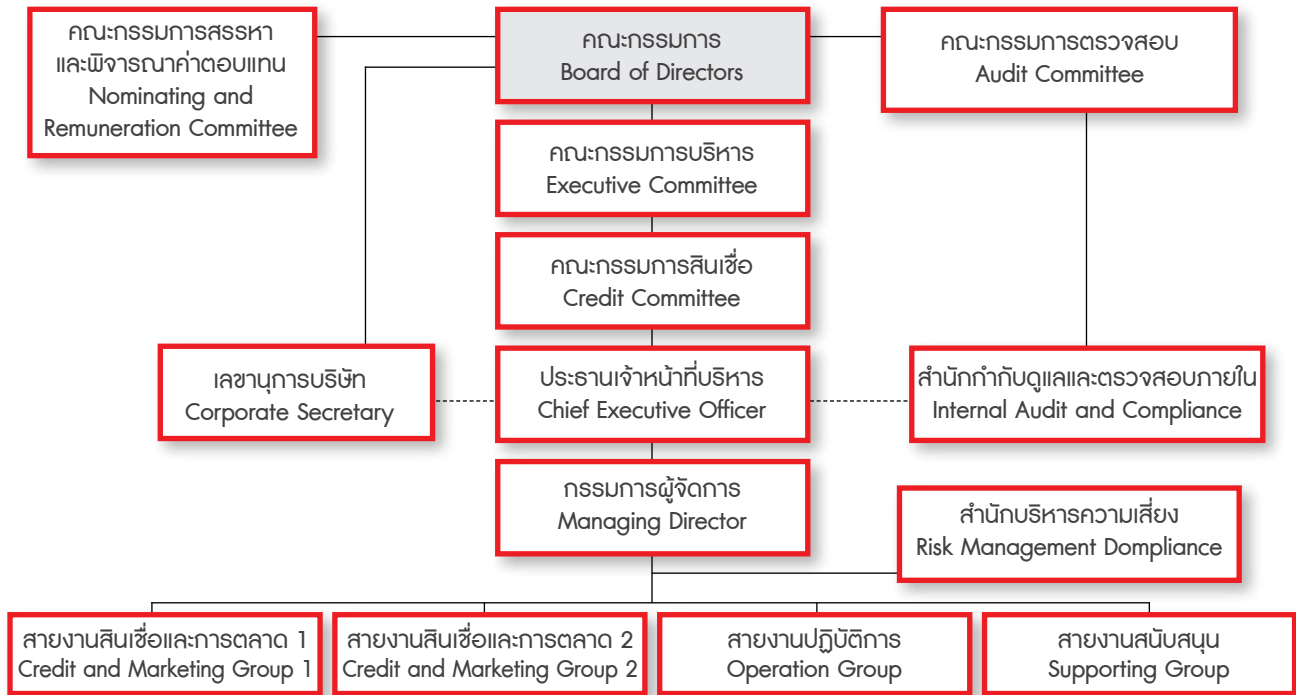 คณะกรรมการสรรหา
และพิจารณาค่าตอบแทน
Nominating and
Remuneration Committee
คณะกรรมการ
Board of Directors
คณะกรรมการตรวจสอบ
Audit Committee
คณะกรรมการบริหาร
Executive Committee
คณะกรรมการสินเชื่อ
Credit Committee
เลขานุการบริษัท
Corporate Secretary
ประธานเจ้าหน้าที่บริหาร
Chief Executive Officer
สำนักกำกับดูแลและตรวจสอบภายใน
Internal Audit and Compliance
กรรมการผู้จัดการ
Managing Director
สำนักบริหารความเสี่ยง
Risk Management Dompliance
สายงานสินเชื่อและการตลาด 1
Credit and Marketing Group 1
สายงานสินเชื่อและการตลาด 2
Credit and Marketing Group 2
สายงานปฏิบัติการ
Operation Group
สายงานสนับสนุน
Supporting Group